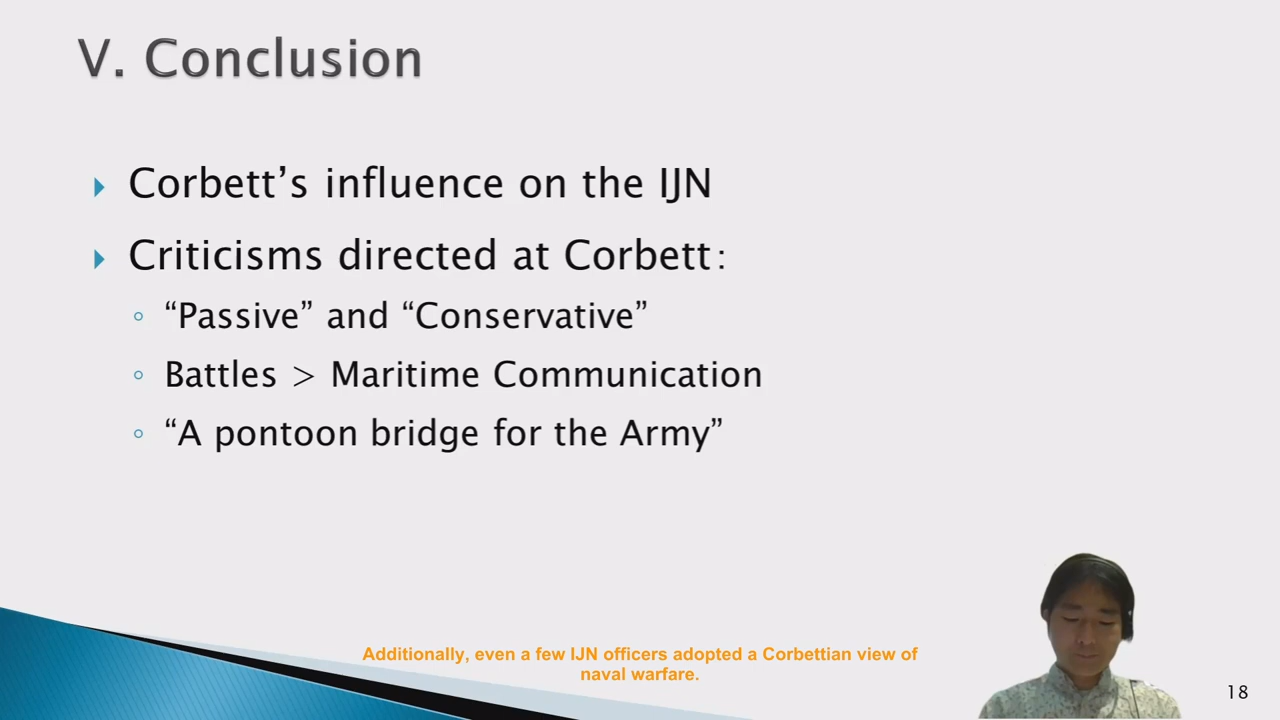 V. Conclusion
Corbett’s influence on the IJN
Criticisms directed at Corbett:
“Passive” and “Conservative”
Battles > Maritime Communication
“A pontoon bridge for the Army”
Additionally, even a few IJN officers adopted a Corbettian view of
naval warfare.
18